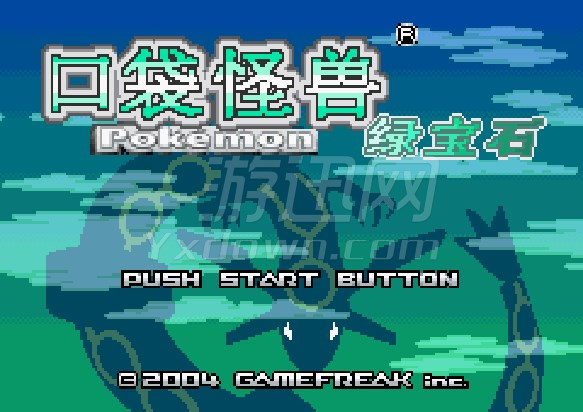 ®
口袋怪兽
Pokémon
绿宝石
游迅网
Yxdown.com
PUSH START BUTTON
©2004 GAMEFREAK inc.